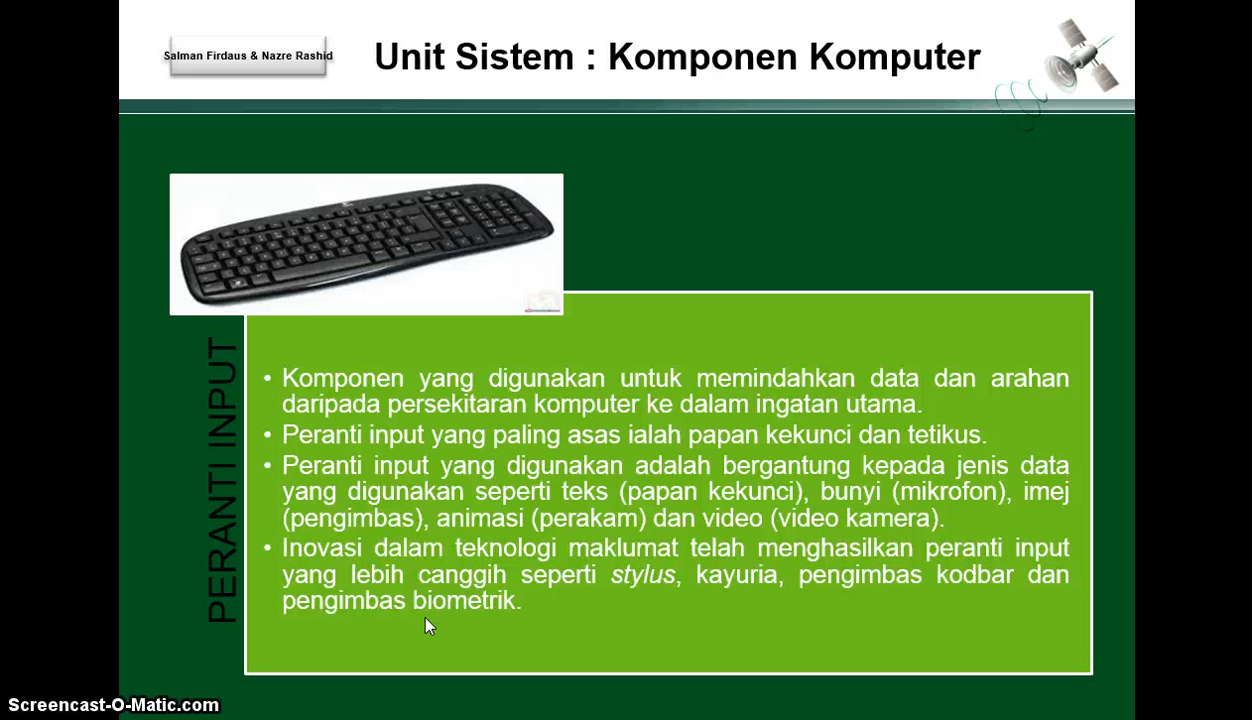 Salman Firdaus & Nazre Rashid
Unit Sistem : Komponen Komputer
PERANTI INPUT
• Komponen yang digunakan untuk memindahkan data dan arahan
daripada persekitaran komputer ke dalam ingatan utama.
• Peranti input yang paling asas ialah papan kekunci dan tetikus.
• Peranti input yang digunakan adalah bergantung kepada jenis data
yang digunakan seperti teks (papan kekunci), bunyi (mikrofon), imej
(pengimbas), animasi (perakam) dan video (video kamera).
• Inovasi dalam teknologi maklumat telah menghasilkan peranti input
yang lebih canggih seperti stylus, kayuria, pengimbas kodbar dan
pengimbas biometrik.
Screencast-O-Matic.com